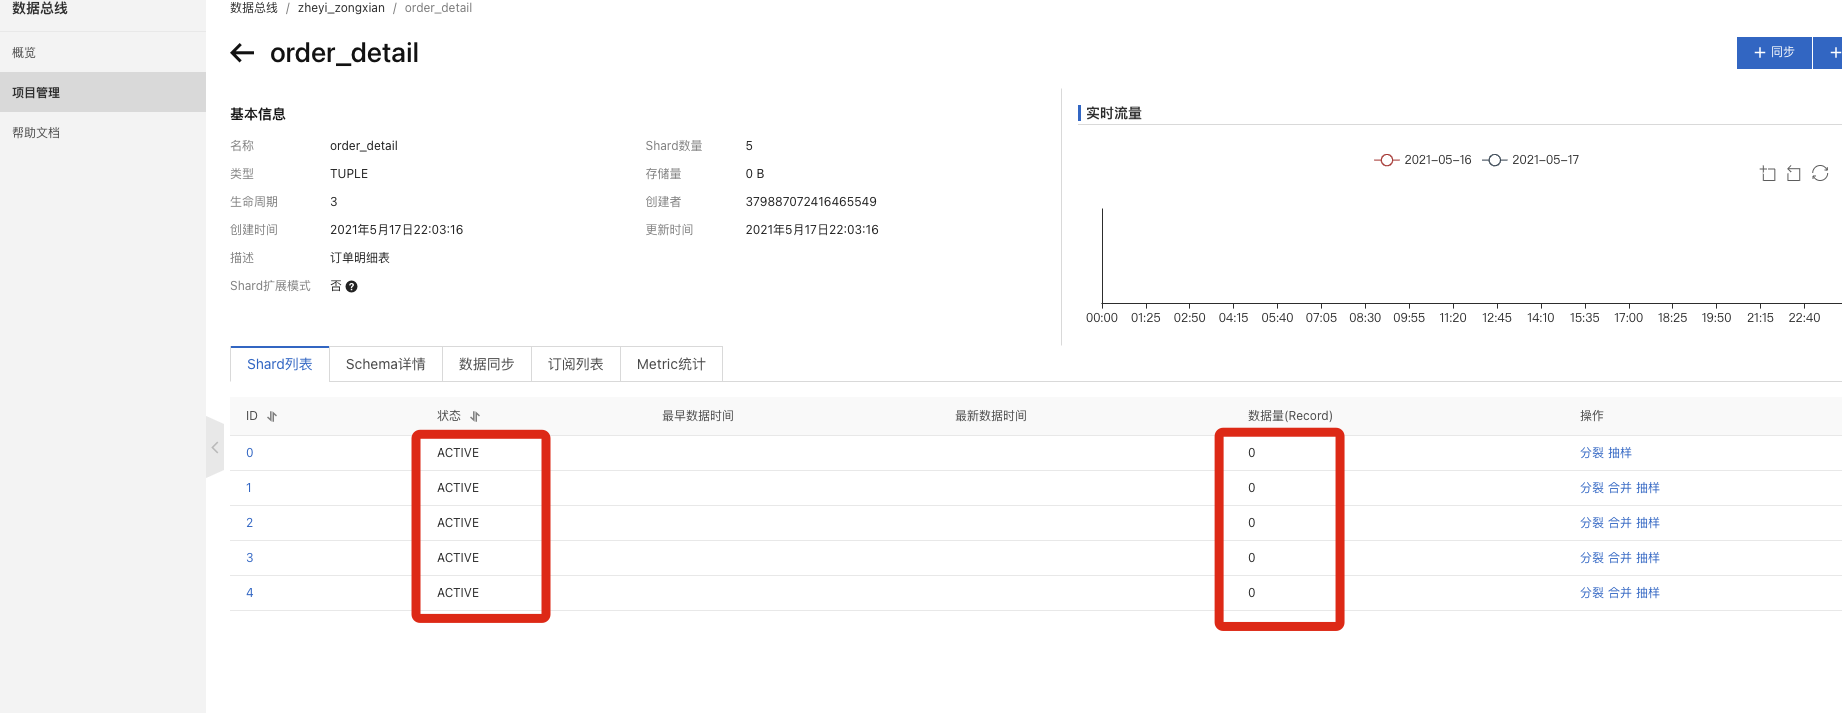 数据总线
概览
项目管理
帮助文档
数据总线 / zheyi_zongxian / order_detail
order_detail
同步
基本信息
名称 order_detail Shard数量 5
类型 TUPLE 存储量 0 B
生命周期 3 创建者 379887072416465549
创建时间 2021年5月17日22:03:16 更新时间 2021年5月17日22:03:16
描述 订单明细表
Shard扩展模式 否 ?
实时流量
2021-05-16 2021-05-17
00:00 01:25 02:50 04:15 05:40 07:05 08:30 09:55 11:20 12:45 14:10 15:35 17:00 18:25 19:50 21:15 22:40
Shard列表 Schema详情 数据同步 订阅列表 Metric统计
ID 状态 最早数据时间 最新数据时间 数据量(Record) 操作
0 ACTIVE 0 分裂 抽样
1 ACTIVE 0 分裂 合并 抽样
2 ACTIVE 0 分裂 合并 抽样
3 ACTIVE 0 分裂 合并 抽样
4 ACTIVE 0 分裂 合并 抽样